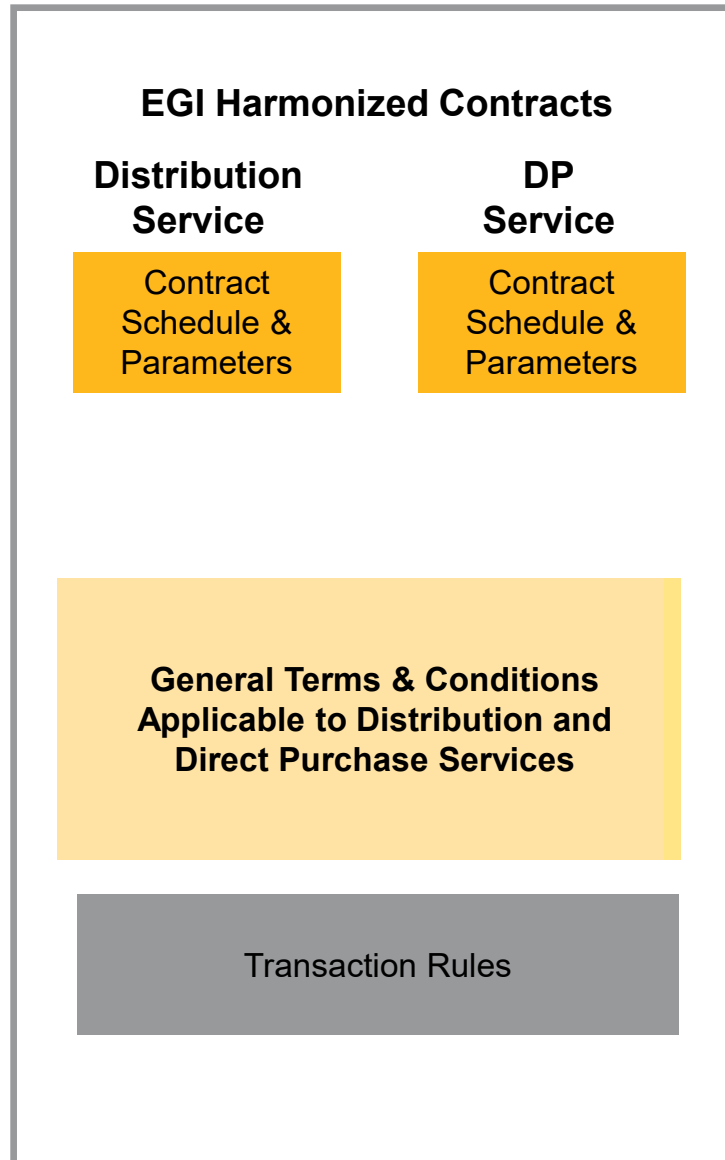 EGI Harmonized Contracts
Distribution
Service
DP
Service
Contract
Schedule &
Parameters
Contract
Schedule &
Parameters
General Terms & Conditions
Applicable to Distribution and
Direct Purchase Services
Transaction Rules